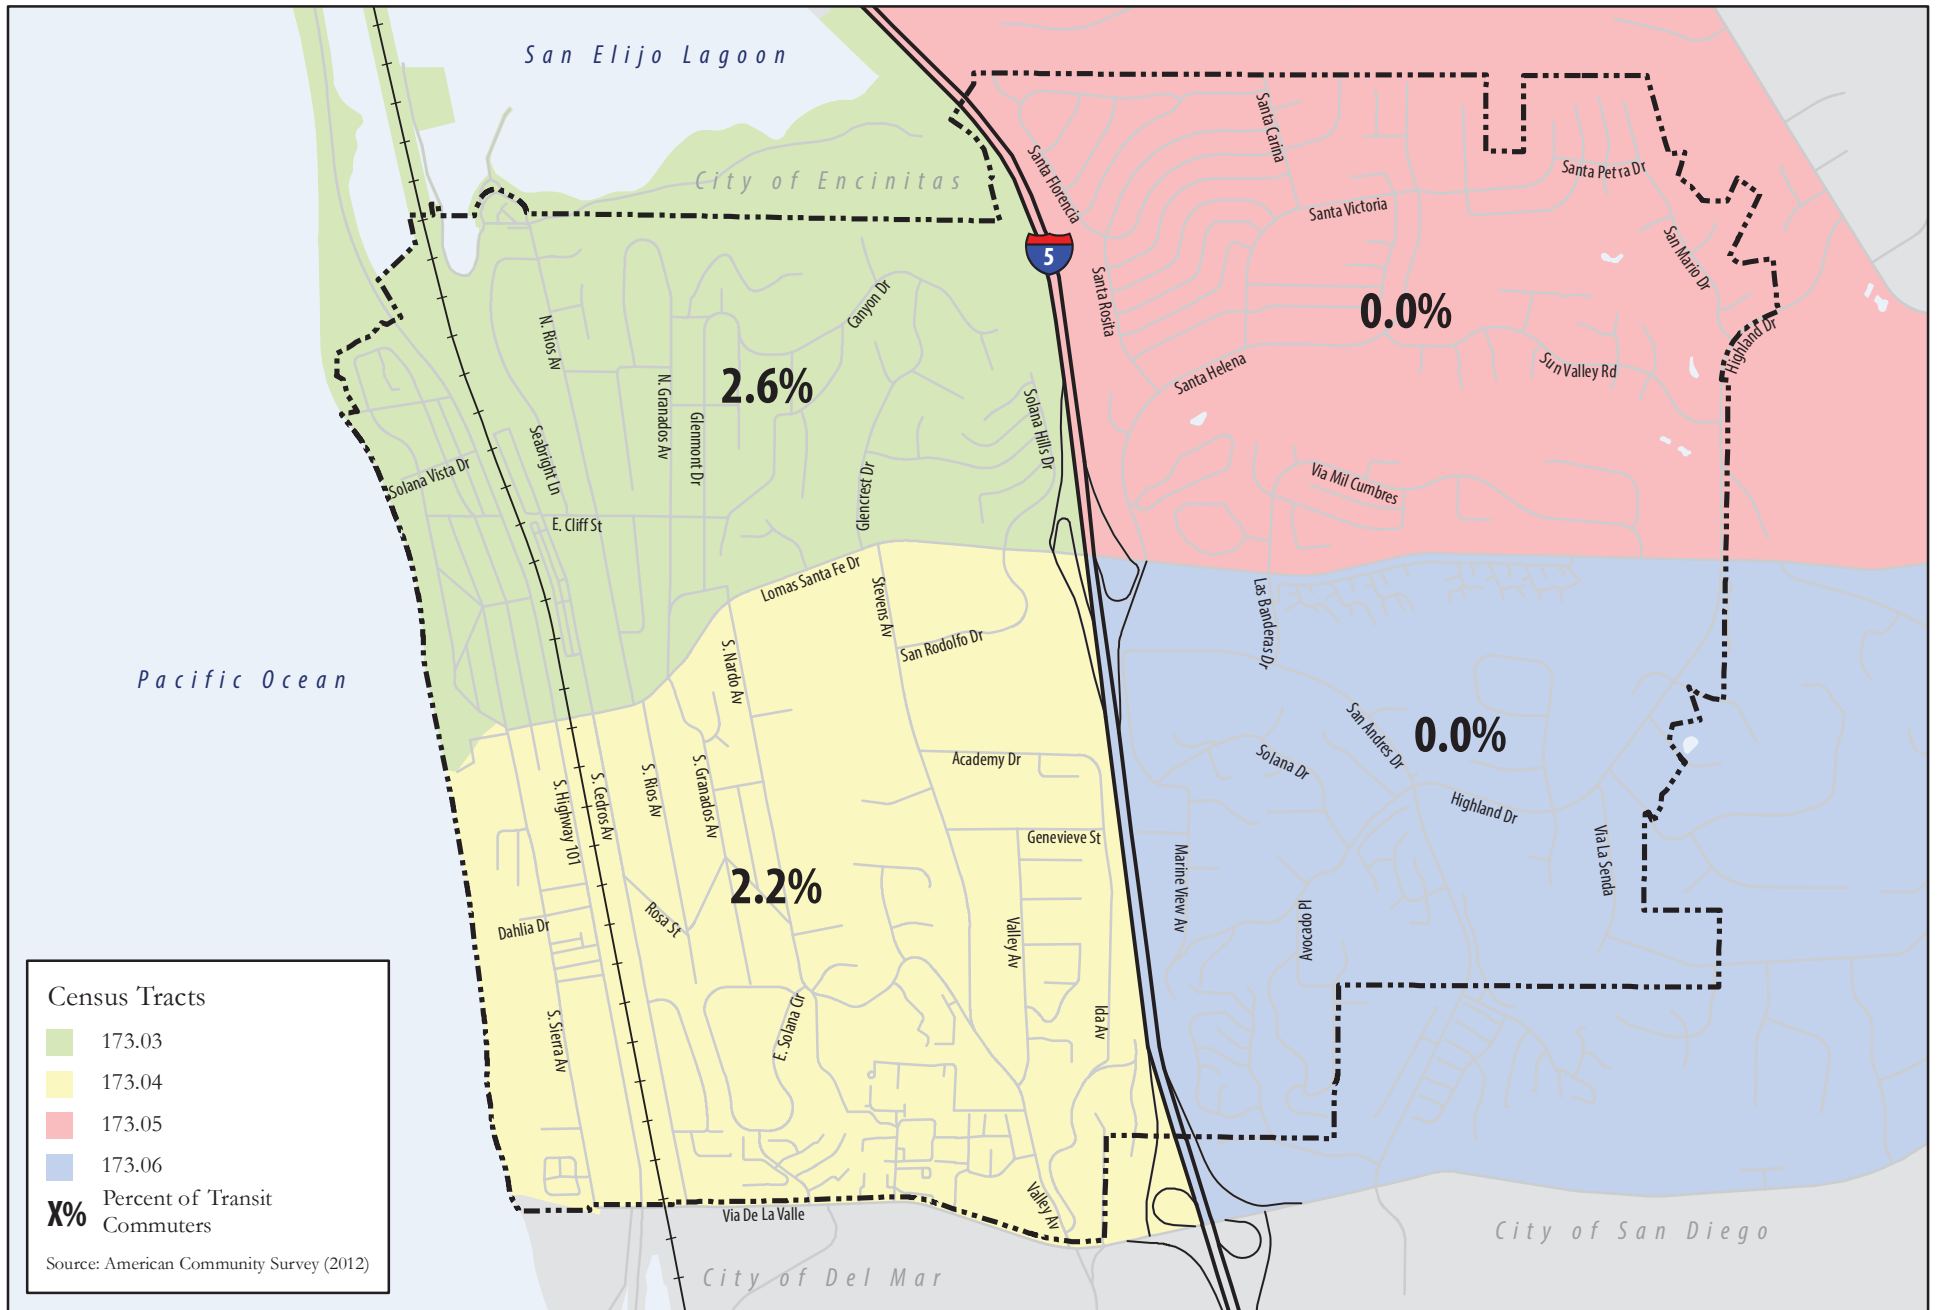 San Elijo Lagoon
City of Encinitas
Santa Carina
Santa Florencia
Santa Petra Dr
Santa Victoria
San Mario Dr
5
Santa Rosita
0.0%
Highland Dr
Canyon Dr
N. Rios Av
2.6%
N. Granados Av
Glenmont Dr
Santa Helena
Sun Valley Rd
Solana Hills Dr
Seabright Ln
Solana Vista Dr
Glencrest Dr
Via Mil Cumbres
E. Cliff St
Lomas Santa Fe Dr
Stevens Av
San Rodolfo Dr
Las Banderas Dr
S. Nardo Av
Pacific Ocean
San Andres Dr
0.0%
Solana Dr
Academy Dr
S. Highway 101
S. Cedros Av
S. Rios Av
S. Granados Av
Highland Dr
Genevieve St
Via La Senda
Marine View Av
2.2%
Rosa St
Dahlia Dr
Valley Av
Avocado Pl
Ida Av
E. Solana Cir
S. Sierra Av
Valley Av
Via De La Valle
City of San Diego
City of Del Mar
Census Tracts
173.03
173.04
173.05
173.06
X% Percent of Transit
Commuters
Source: American Community Survey (2012)